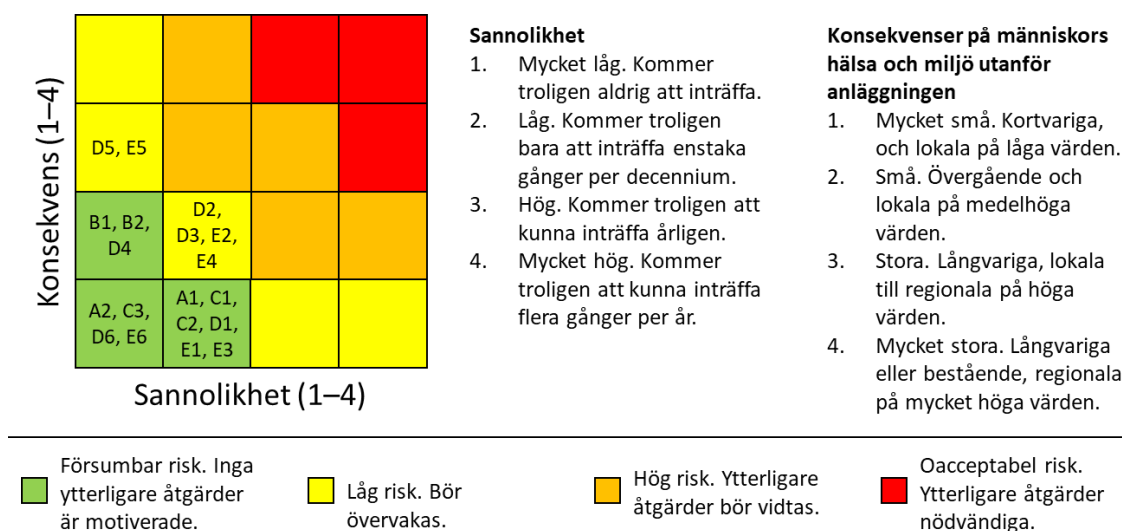 Konsekvens (1–4)
D5, E5
B1, B2,
D4
D2,
D3, E2,
E4
A2, C3,
D6, E6
A1, C1,
C2, D1,
E1, E3
Sannolikhet (1–4)
Sannolikhet
1. Mycket låg. Kommer
troligen aldrig att inträffa.
2. Låg. Kommer troligen
bara att inträffa enstaka
gånger per decennium.
3. Hög. Kommer troligen att
kunna inträffa årligen.
4. Mycket hög. Kommer
troligen att kunna inträffa
flera gånger per år.
Konsekvenser på människors
hälsa och miljö utanför
anläggningen
1. Mycket små. Kortvariga,
och lokala på låga värden.
2. Små. Övergående och
lokala på medelhöga
värden.
3. Stora. Långvariga, lokala
till regionala på höga
värden.
4. Mycket stora. Långvariga
eller bestående, regionala
på mycket höga värden.
Försumbar risk. Inga
ytterligare åtgärder
är motiverade.
Låg risk. Bör
övervakas.
Hög risk. Ytterligare
åtgärder bör vidtas.
Oacceptabel risk.
Ytterligare åtgärder
nödvändiga.